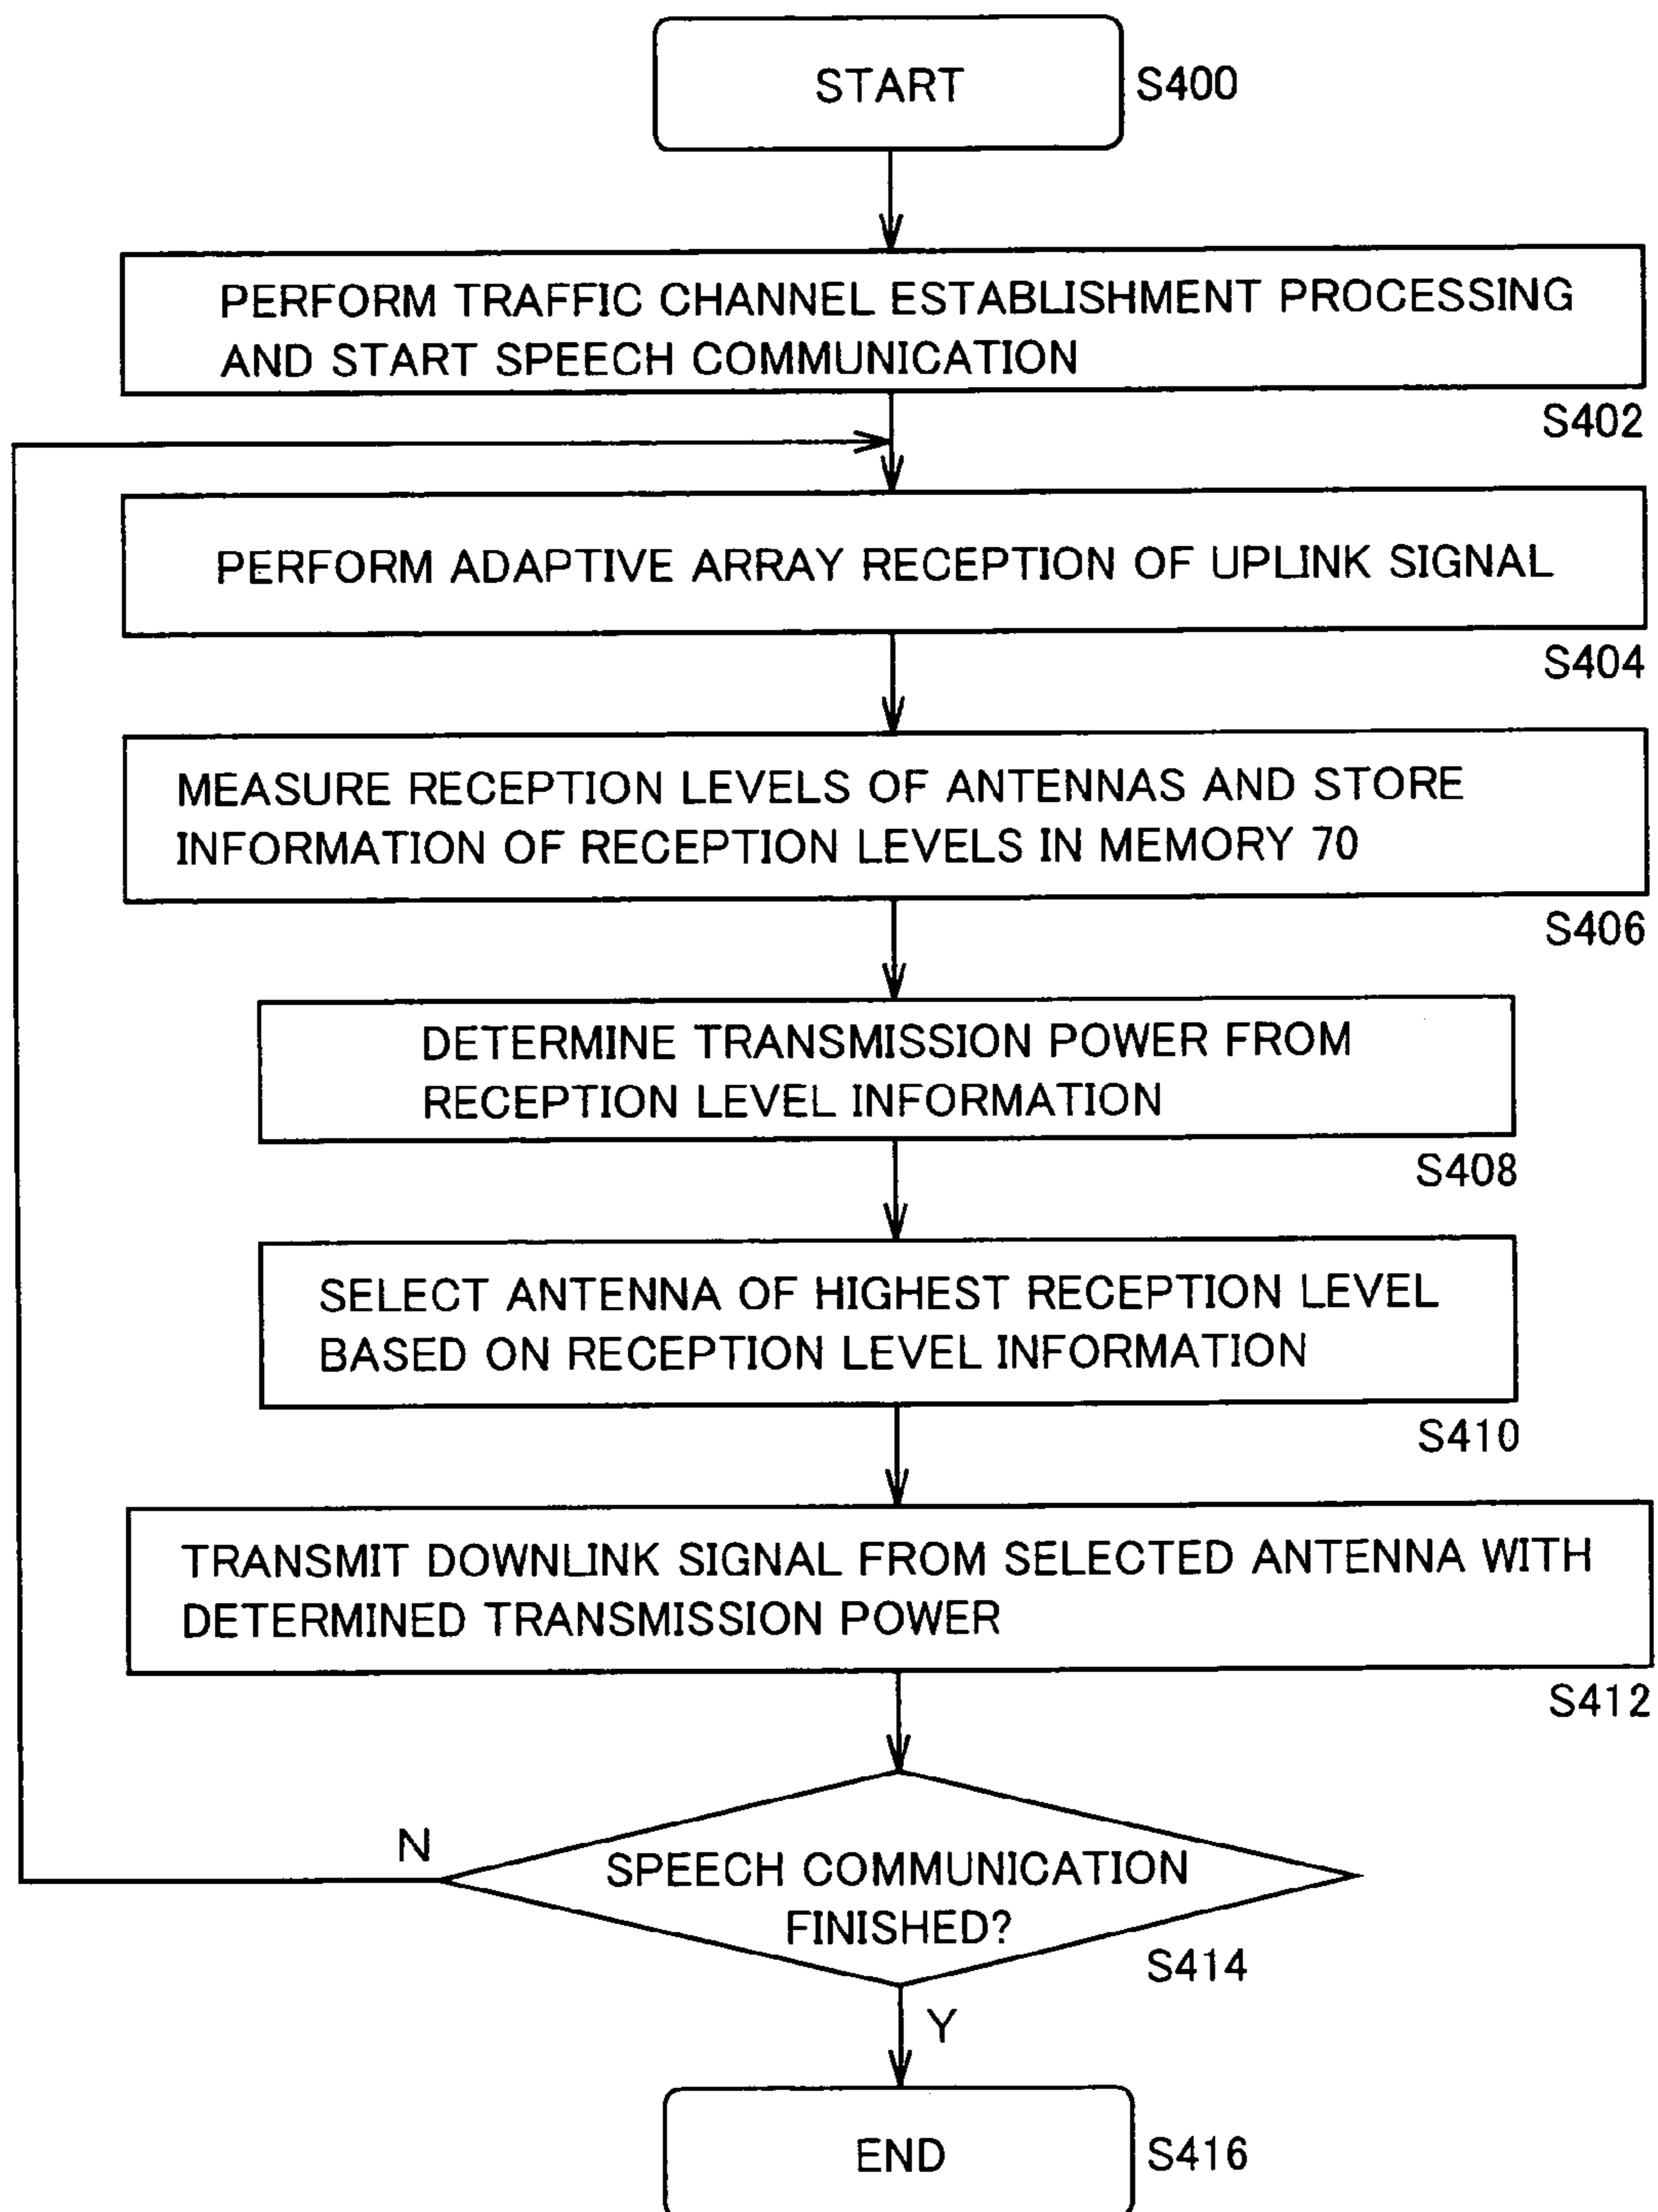 START
S400
PERFORM TRAFFIC CHANNEL ESTABLISHMENT PROCESSING
AND START SPEECH COMMUNICATION
S402
PERFORM ADAPTIVE ARRAY RECEPTION OF UPLINK SIGNAL
S404
MEASURE RECEPTION LEVELS OF ANTENNAS AND STORE
INFORMATION OF RECEPTION LEVELS IN MEMORY 70
S406
DETERMINE TRANSMISSION POWER FROM
RECEPTION LEVEL INFORMATION
S408
SELECT ANTENNA OF HIGHEST RECEPTION LEVEL
BASED ON RECEPTION LEVEL INFORMATION
S410
TRANSMIT DOWNLINK SIGNAL FROM SELECTED ANTENNA WITH
DETERMINED TRANSMISSION POWER
S412
N
SPEECH COMMUNICATION
FINISHED?
S414
Y
END
S416